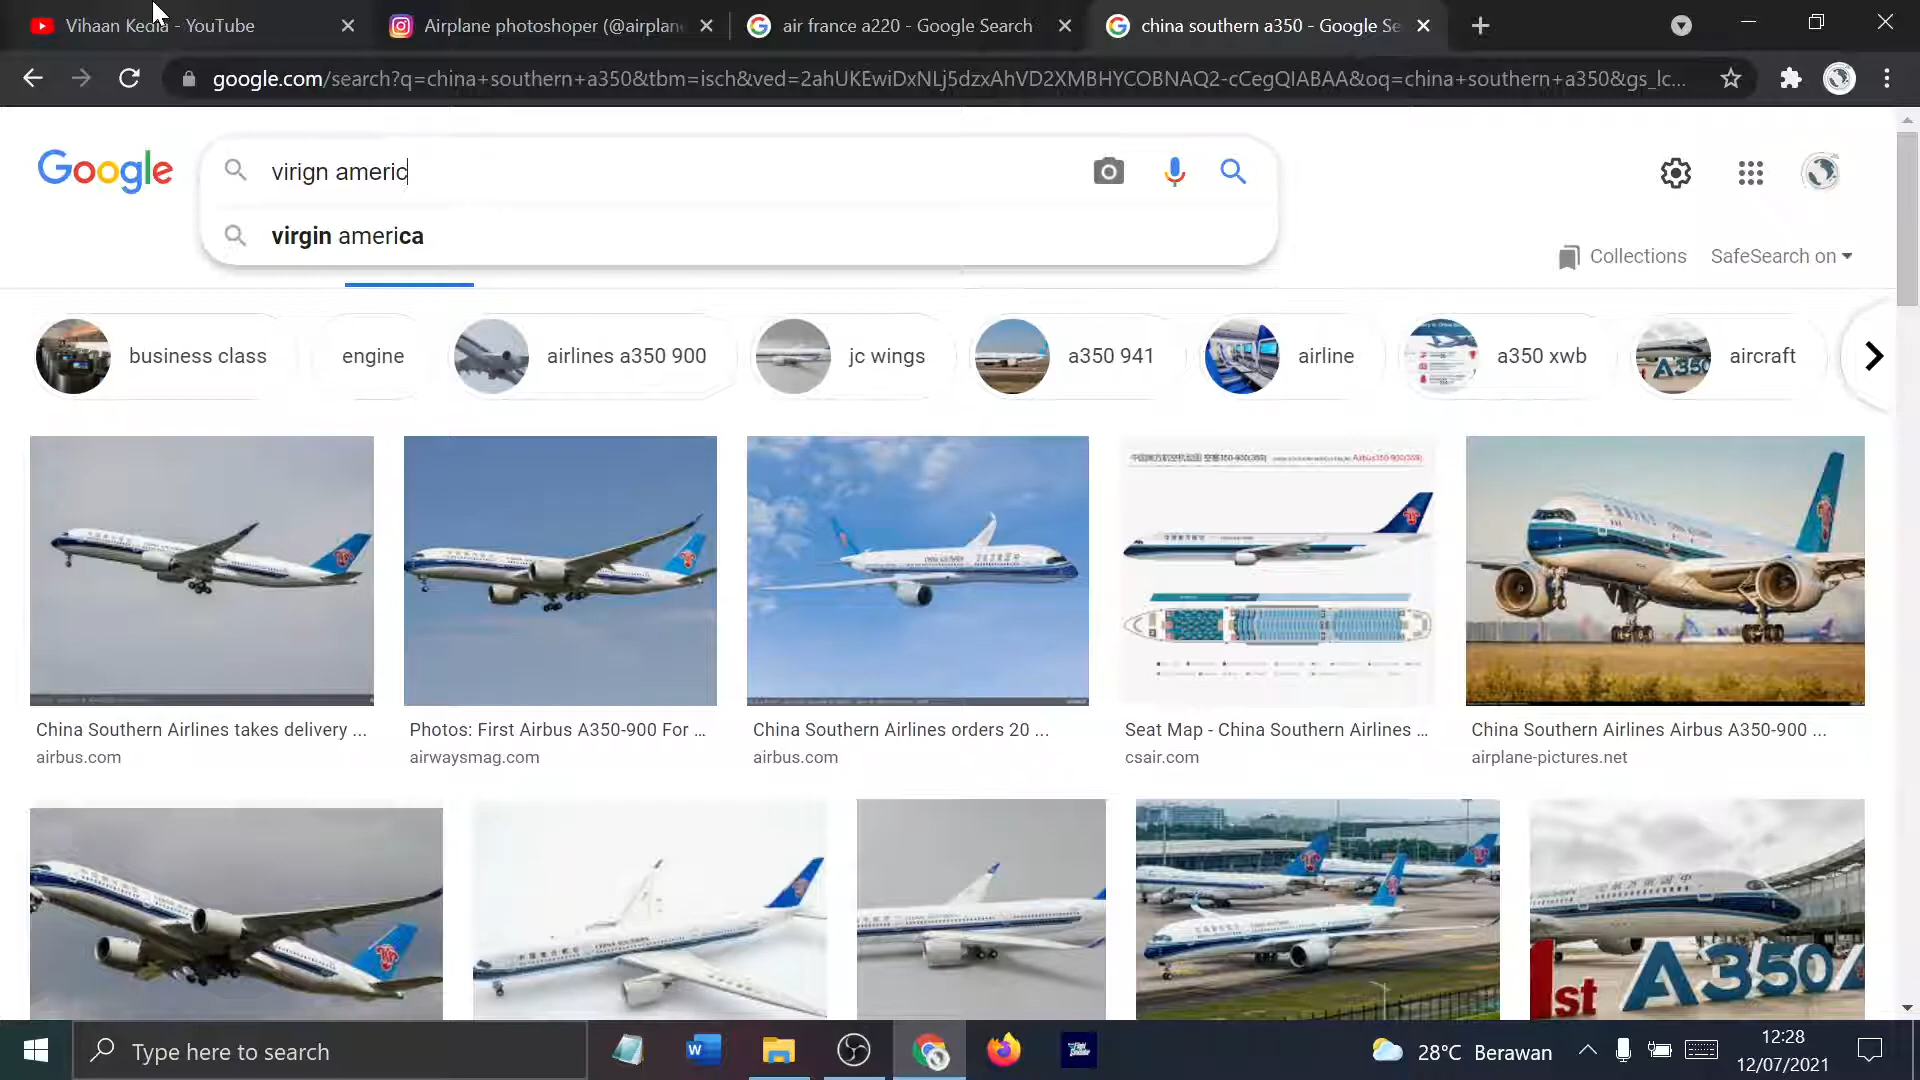 Vihaan Kedia - YouTube
Airplane photoshoper (@airplane
air france a220 - Google Search
china southern a350 - Google Se
google.com/search?q=china+southern+a350&tbm=isch&ved=2ahUKEwiDxNLj5dzxAhVD2XMBHYCOBNAQ2-cCegQIABAA&oq=china+southern+a350&gs_lc...
Google
virign americ
virgin america
Collections
SafeSearch on
business class
engine
airlines a350 900
jc wings
a350 941
airline
a350 xwb
aircraft
China Southern Airlines takes delivery ...
airbus.com
Photos: First Airbus A350-900 For ...
airwaysmag.com
China Southern Airlines orders 20 ...
airbus.com
Seat Map - China Southern Airlines ...
csair.com
China Southern Airlines Airbus A350-900 ...
airplane-pictures.net
1st A350
Type here to search
28°C Berawan
12:28
12/07/2021